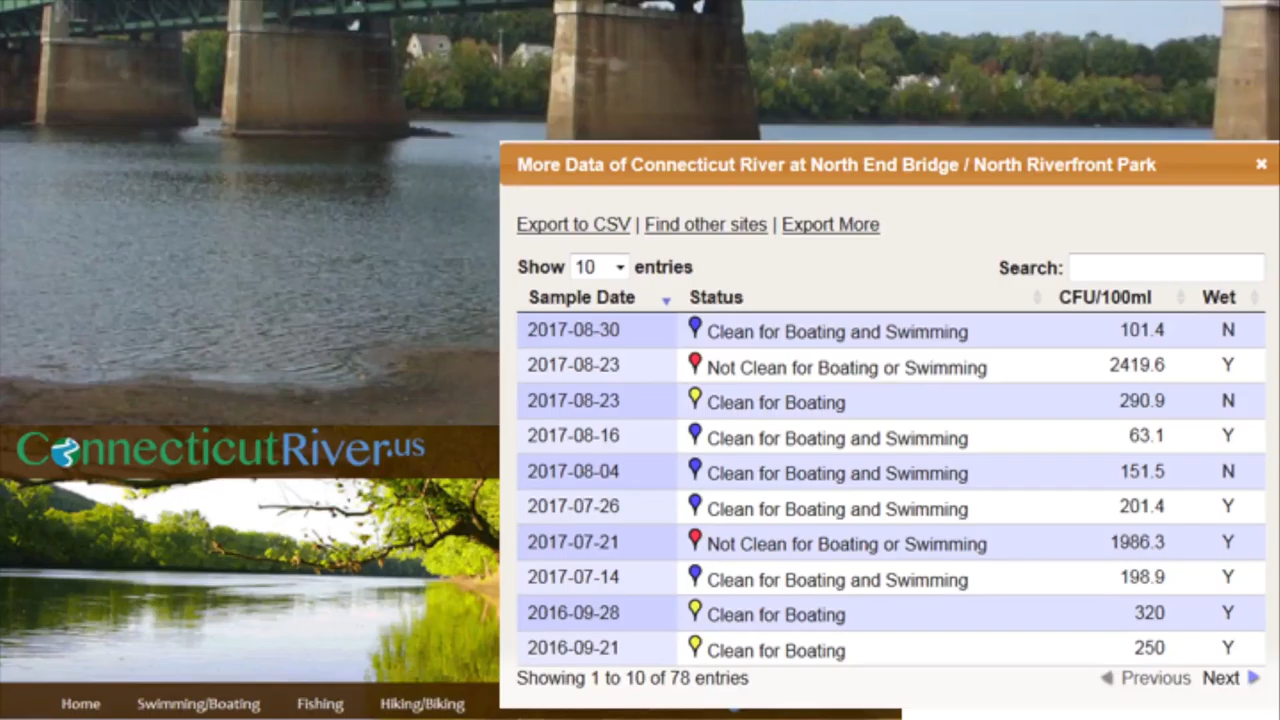 More Data of Connecticut River at North End Bridge / North Riverfront Park
Export to CSV | Find other sites | Export More
Show 10 entries Search:
Sample Date Status CFU/100ml Wet
2017-08-30 Clean for Boating and Swimming 101.4 N
2017-08-23 Not Clean for Boating or Swimming 2419.6 Y
2017-08-23 Clean for Boating 290.9 N
2017-08-16 Clean for Boating and Swimming 63.1 Y
2017-08-04 Clean for Boating and Swimming 151.5 N
2017-07-26 Clean for Boating and Swimming 201.4 Y
2017-07-21 Not Clean for Boating or Swimming 1986.3 Y
2017-07-14 Clean for Boating and Swimming 198.9 Y
2016-09-28 Clean for Boating 320 Y
2016-09-21 Clean for Boating 250 Y
Showing 1 to 10 of 78 entries Previous Next
ConnecticutRiver.us
Home Swimming/Boating Fishing Hiking/Biking